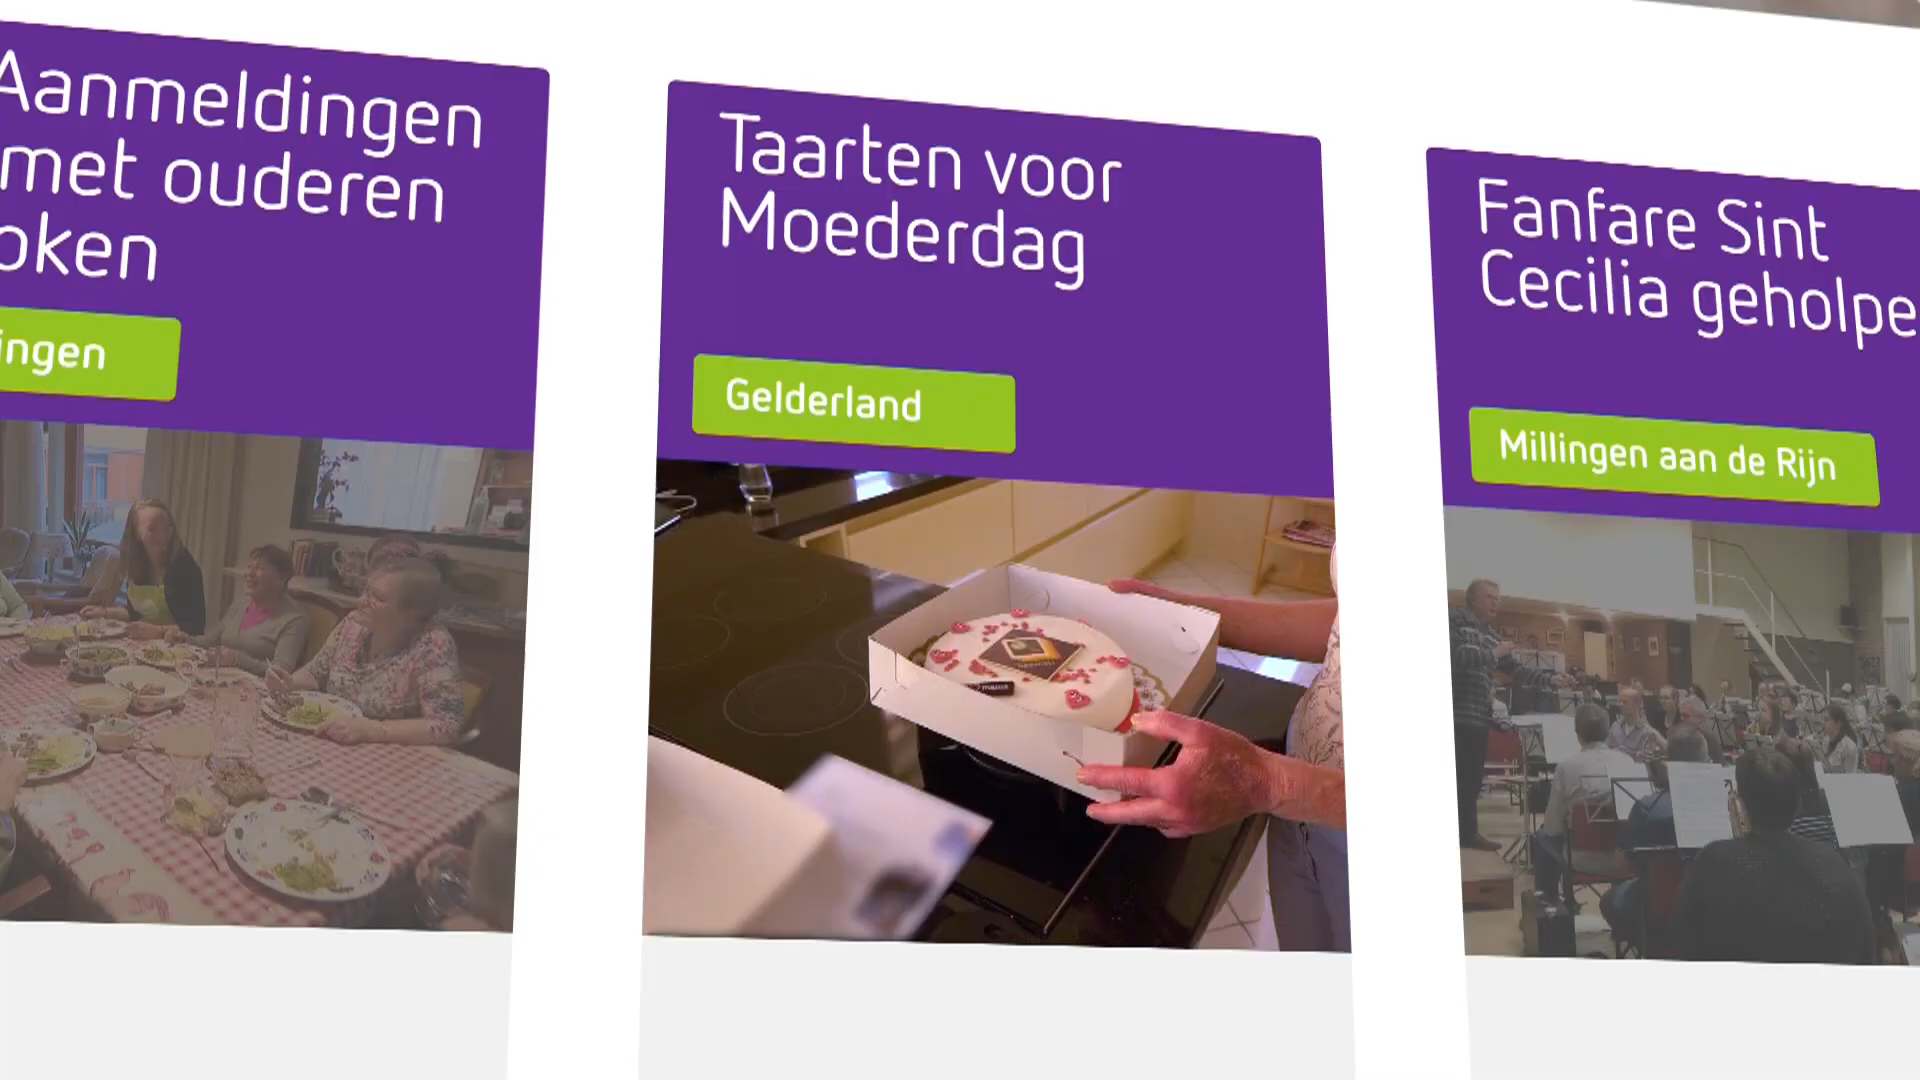 Aanmeldingen
met ouderen
oken
ingen
Taarten voor
Moederdag
Gelderland
Fanfare Sint
Cecilia geholpe
Millingen aan de Rijn